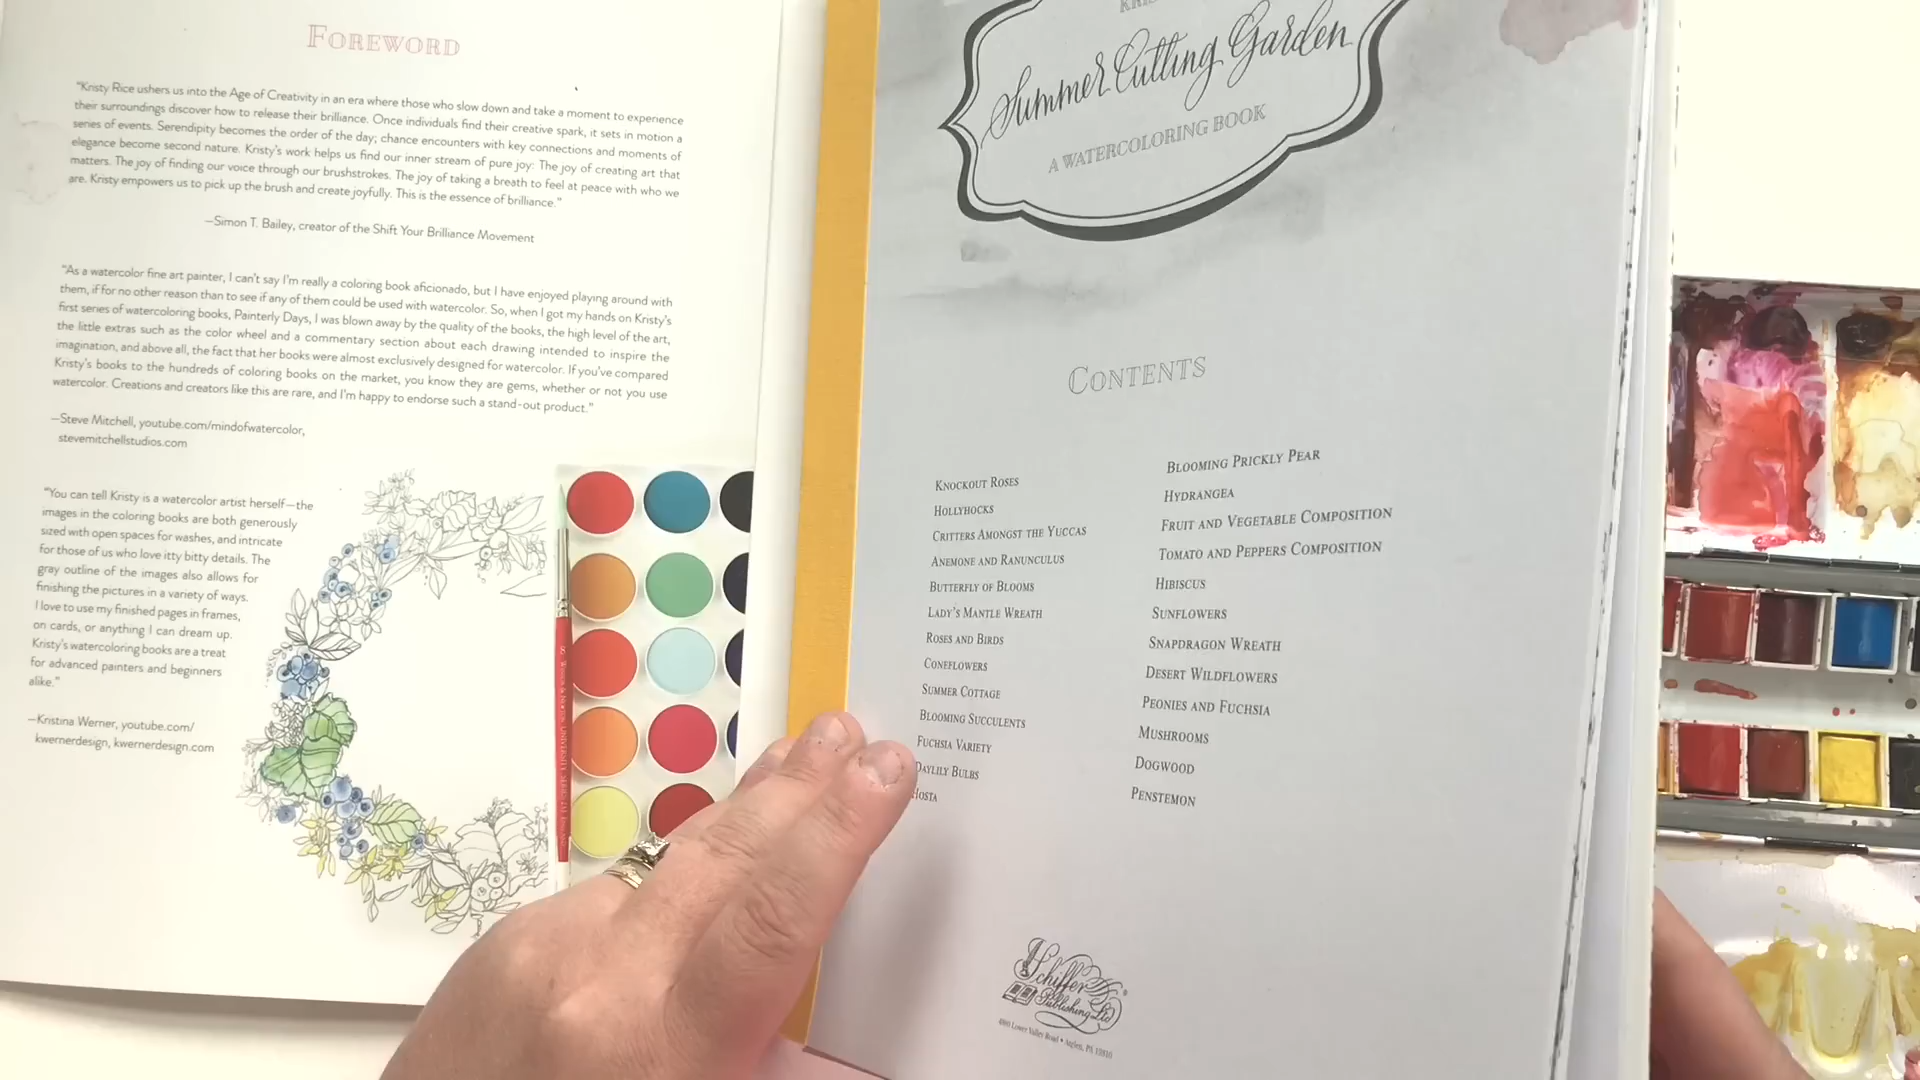 FOREWORD
"Kristy Rice ushers us into the Age of Creativity in an era where those who slow down and take a moment to experience
their surroundings discover how to release their brilliance. Once individuals find their creative spark, it sets in motion a
series of events. Serendipity becomes the order of the day; chance encounters with key connections and moments of
elegance become second nature. Kristy's work helps us find our inner stream of pure joy: The joy of creating art that
matters. The joy of finding our voice through our brushstrokes. The joy of taking a breath to feel at peace with who we
are. Kristy empowers us to pick up the brush and create joyfully. This is the essence of brilliance."
—Simon T. Bailey, creator of the Shift Your Brilliance Movement
"As a watercolor fine art painter, I can't say I'm really a coloring book aficionado, but I have enjoyed playing around with
them, if for no other reason than to see if any of them could be used with watercolor. So, when I got my hands on Kristy's
first series of watercoloring books, Painterly Days, I was blown away by the quality of the books, the high level of the art,
the little extras such as the color wheel and a commentary section about each drawing intended to inspire the
imagination, and above all, the fact that her books were almost exclusively designed for watercolor. If you've compared
Kristy's books to the hundreds of coloring books on the market, you know they are gems, whether or not you use
watercolor. Creations and creators like this are rare, and I'm happy to endorse such a stand-out product."
—Steve Mitchell, youtube.com/mindofwatercolor,
stevemitchellstudios.com
"You can tell Kristy is a watercolor artist herself—the
images in the coloring books are both generously
sized with open spaces for washes, and intricate
for those of us who love itty bitty details. The
gray outline of the images also allows for
finishing the pictures in a variety of ways.
I love to use my finished pages in frames,
on cards, or anything I can dream up.
Kristy's watercoloring books are a treat
for advanced painters and beginners
alike."
—Kristina Werner, youtube.com/
kwernerdesign, kwernerdesign.com
Summer Cutting Garden
A WATERCOLORING BOOK
CONTENTS
KNOCKOUT ROSES
HOLLYHOCKS
CRITTERS AMONGST THE YUCCAS
ANEMONE AND RANUNCULUS
BUTTERFLY OF BLOOMS
LADY'S MANTLE WREATH
ROSES AND BIRDS
CONEFLOWERS
SUMMER COTTAGE
BLOOMING SUCCULENTS
FUCHSIA VARIETY
DAYLILY BULBS
HOSTA
BLOOMING PRICKLY PEAR
HYDRANGEA
FRUIT AND VEGETABLE COMPOSITION
TOMATO AND PEPPERS COMPOSITION
HIBISCUS
SUNFLOWERS
SNAPDRAGON WREATH
DESERT WILDFLOWERS
PEONIES AND FUCHSIA
MUSHROOMS
DOGWOOD
PENSTEMON
Schiffer
Publishing Ltd
4880 Lower Valley Road • Atglen, PA 19310